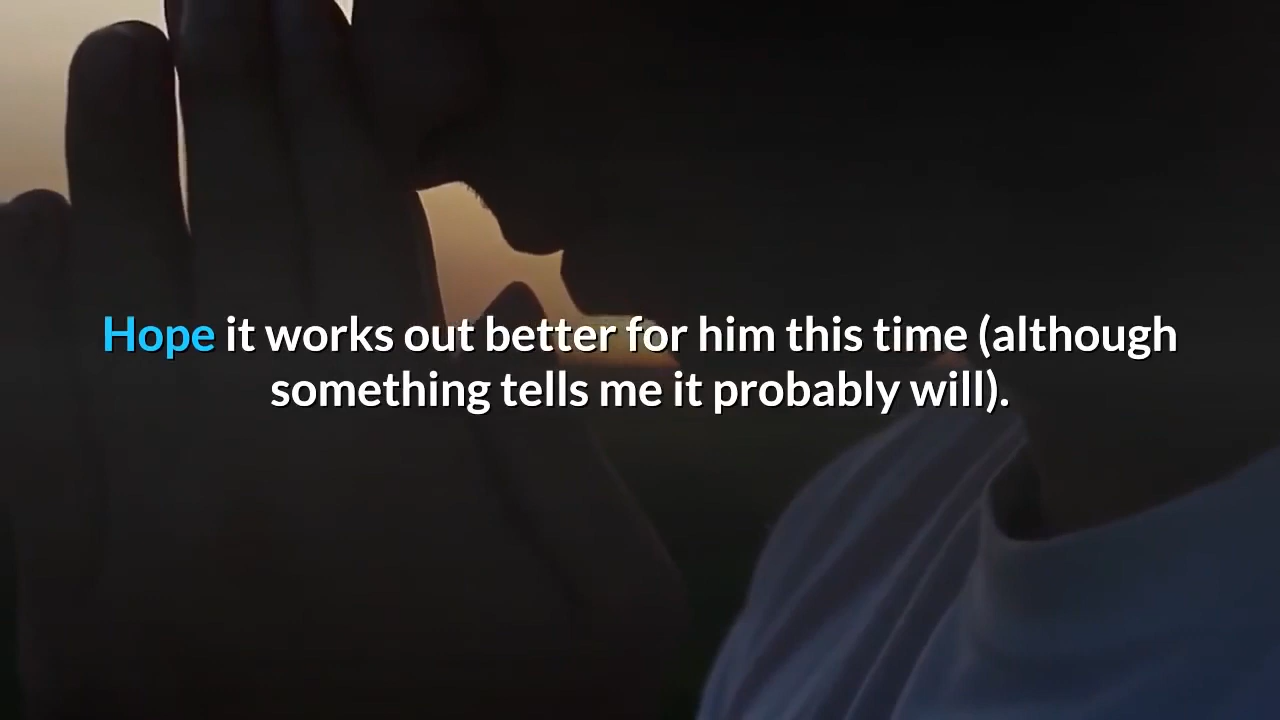 Hope it works out better for him this time (although
something tells me it probably will).